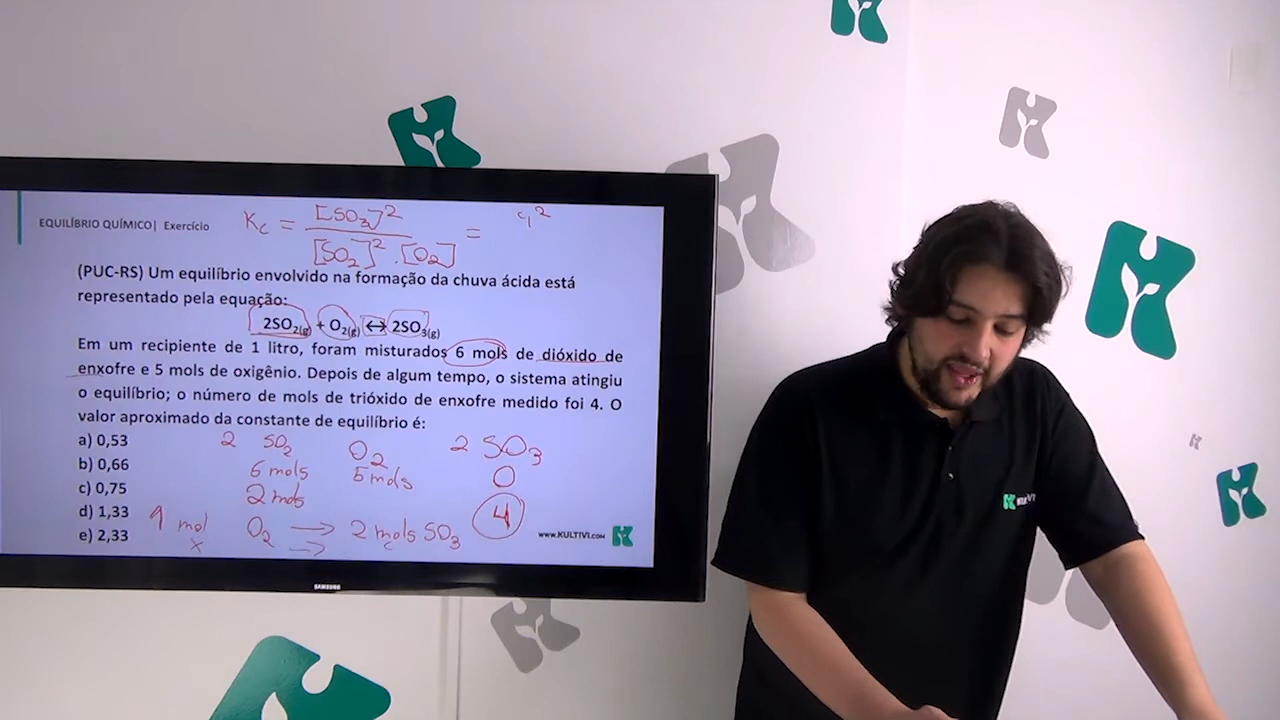 EQUILÍBRIO QUÍMICO| Exercício
Kc = [SO3]² / [SO2]² . [O2] = 4²
(PUC-RS) Um equilíbrio envolvido na formação da chuva ácida está
representado pela equação:
2SO2(g) + O2(g) ↔ 2SO3(g)
Em um recipiente de 1 litro, foram misturados 6 mols de dióxido de
enxofre e 5 mols de oxigênio. Depois de algum tempo, o sistema atingiu
o equilíbrio; o número de mols de trióxido de enxofre medido foi 4. O
valor aproximado da constante de equilíbrio é:
a) 0,53
b) 0,66
c) 0,75
d) 1,33
e) 2,33
2 SO2 O2 2 SO3
6 mols 5 mols 0
2 mols 4
1 mol O2 → 2 mols SO3
x →
www.KULTIVI.com
SAMSUNG